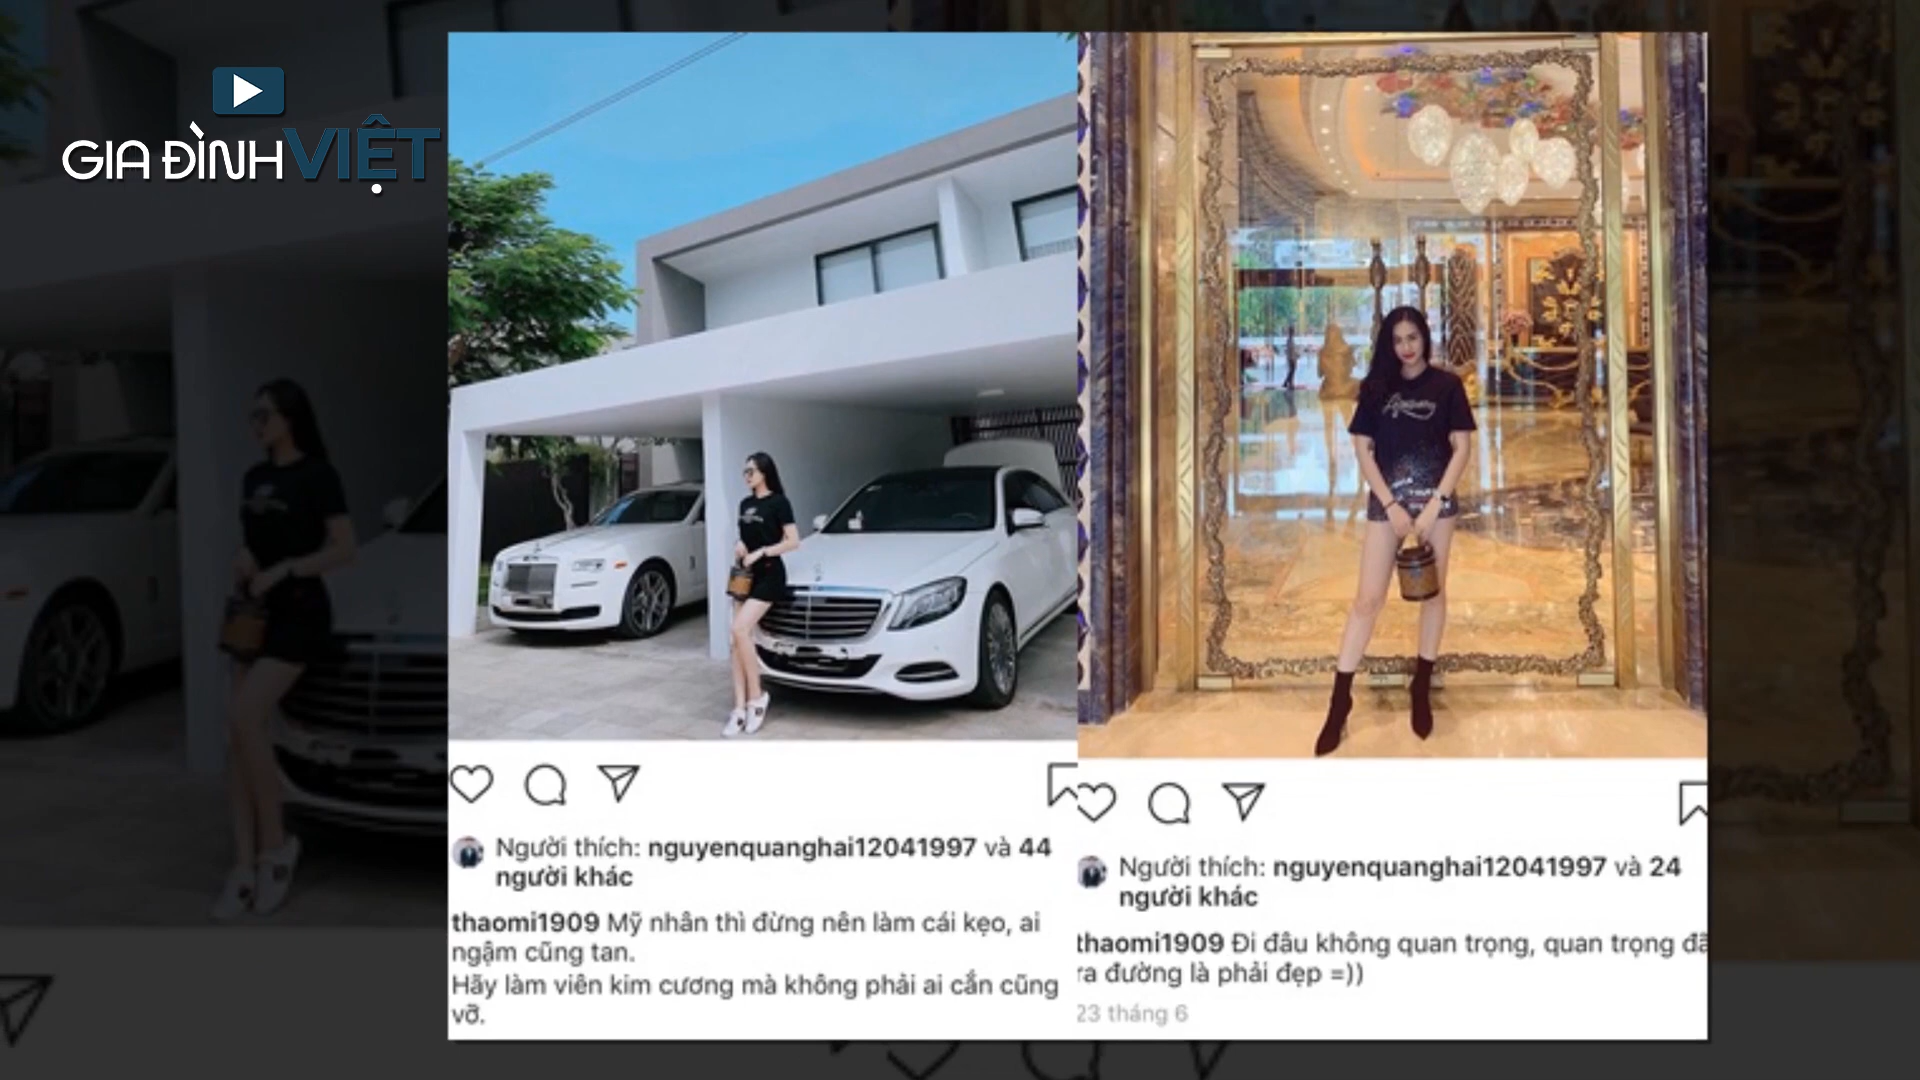 GIA ĐÌNH VIỆT
Người thích: nguyenquanghai12041997 và 44
người khác
thaomi1909 Mỹ nhân thì đừng nên làm cái kẹo, ai
ngậm cũng tan.
Hãy làm viên kim cương mà không phải ai cắn cũng
vỡ.
Người thích: nguyenquanghai12041997 và 24
người khác
thaomi1909 Đi đâu không quan trọng, quan trọng đã
ra đường là phải đẹp =))
23 tháng 6